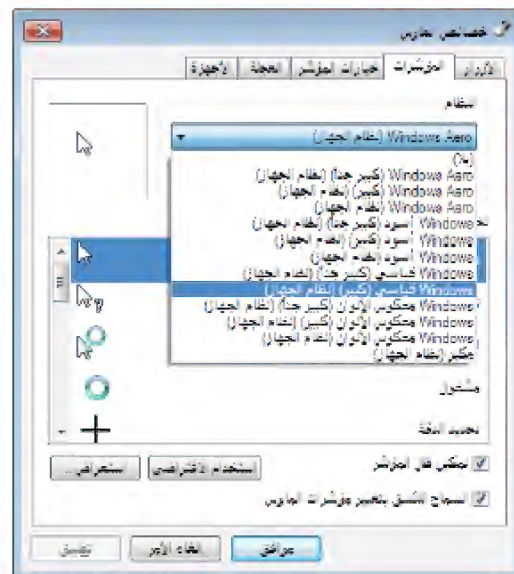 خصائص الماوس
الأزرار المؤشرات خيارات المؤشر العجلة الأجهزة
النظام
Windows Aero (نظام الجهاز)
(بلا)
Windows Aero (كبير جداً) (نظام الجهاز)
Windows Aero (كبير) (نظام الجهاز)
Windows Aero (نظام الجهاز)
Windows أسود (كبير جداً) (نظام الجهاز)
Windows أسود (كبير) (نظام الجهاز)
Windows أسود (نظام الجهاز)
Windows قياسي (كبير جداً) (نظام الجهاز)
Windows قياسي (كبير) (نظام الجهاز)
Windows معكوس الألوان (كبير جداً) (نظام الجهاز)
Windows معكوس الألوان (كبير) (نظام الجهاز)
Windows معكوس الألوان (نظام الجهاز)
مكبر (نظام الجهاز)
مشغول
تحديد الدقة
تمكين ظل المؤشر
استخدام الافتراضي
استعراض...
السماح للنسق بتغيير مؤشرات الماوس
موافق
إلغاء الأمر
تطبيق